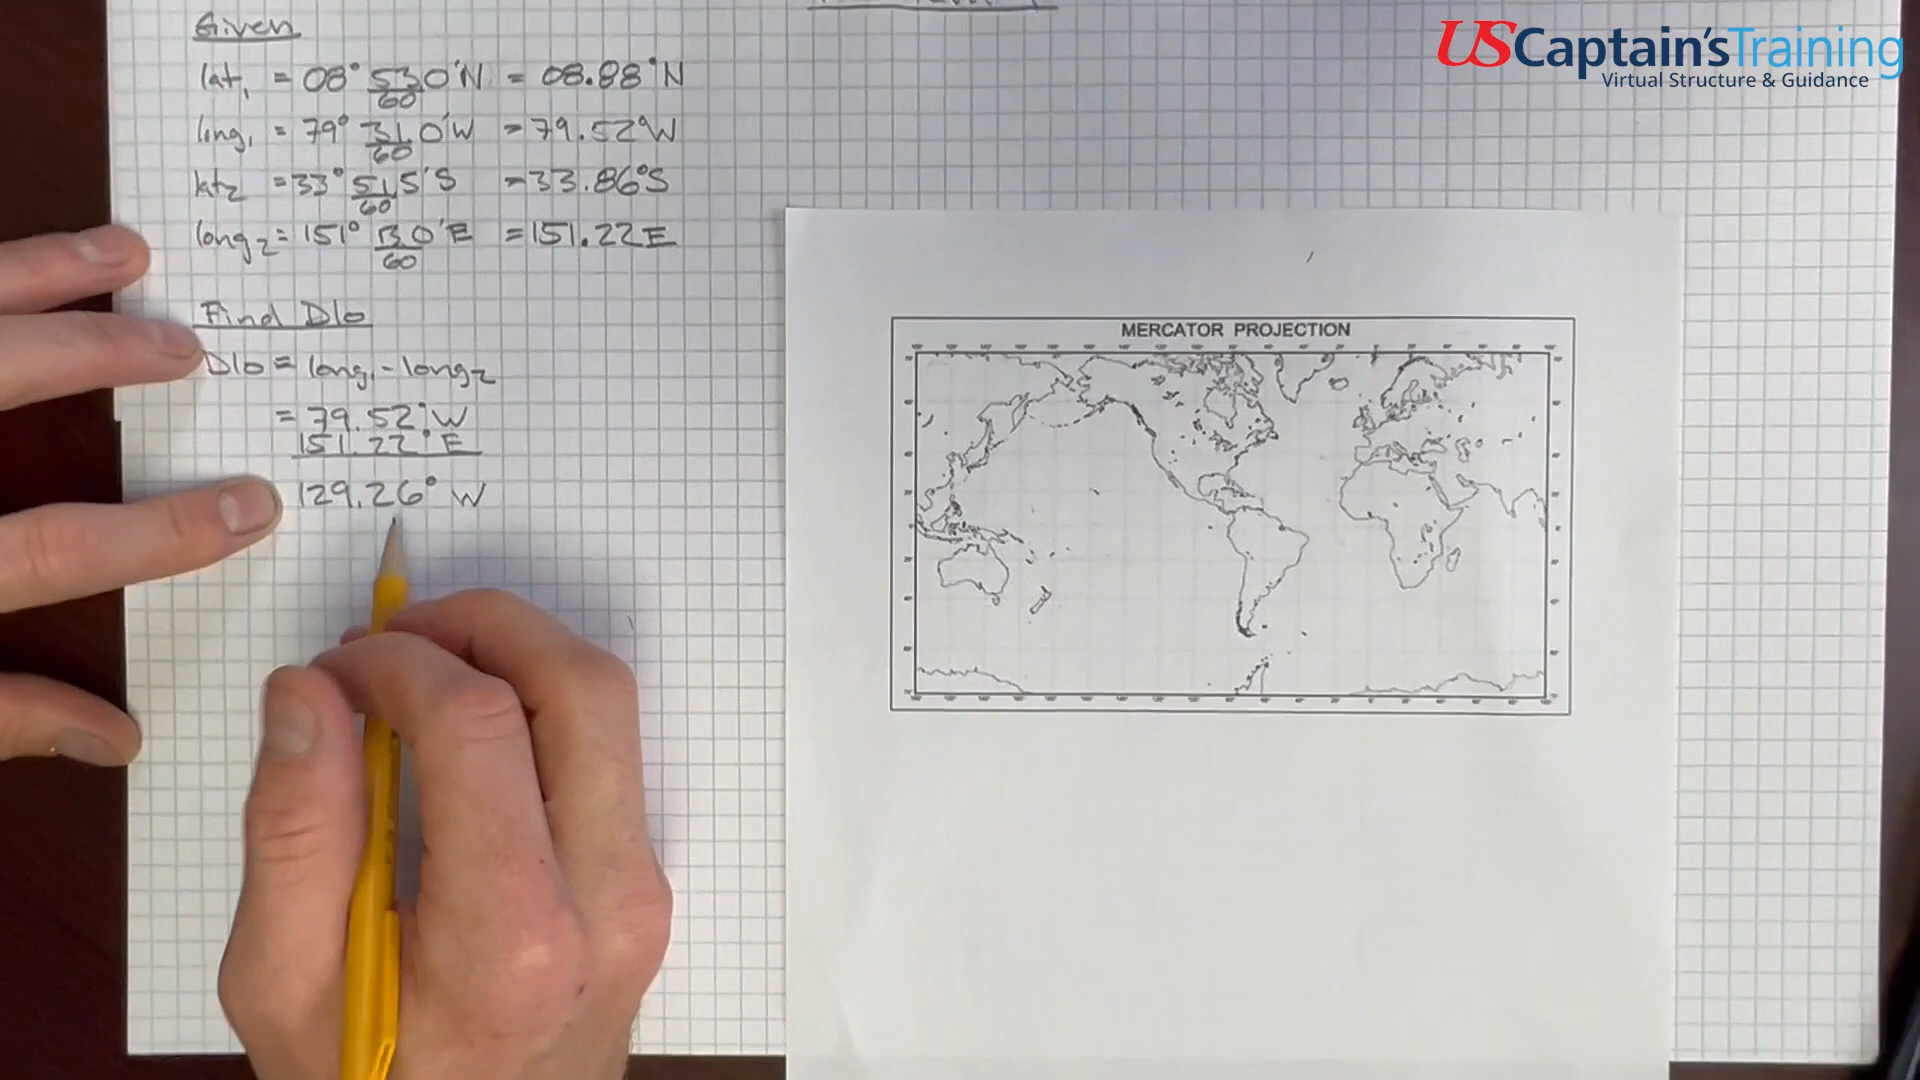 USCaptain'sTraining
Virtual Structure & Guidance
Given
lat₁ = 08° 53.0'N = 08.88°N
60
long₁ = 79° 31.0'W = 79.52°W
60
lat₂ = 33° 51.5'S = 33.86°S
60
long₂ = 151° 13.0'E = 151.22E
60
Find Dlo
Dlo = long₁ - long₂
= 79.52°W
151.22° E
129.26° W
MERCATOR PROJECTION